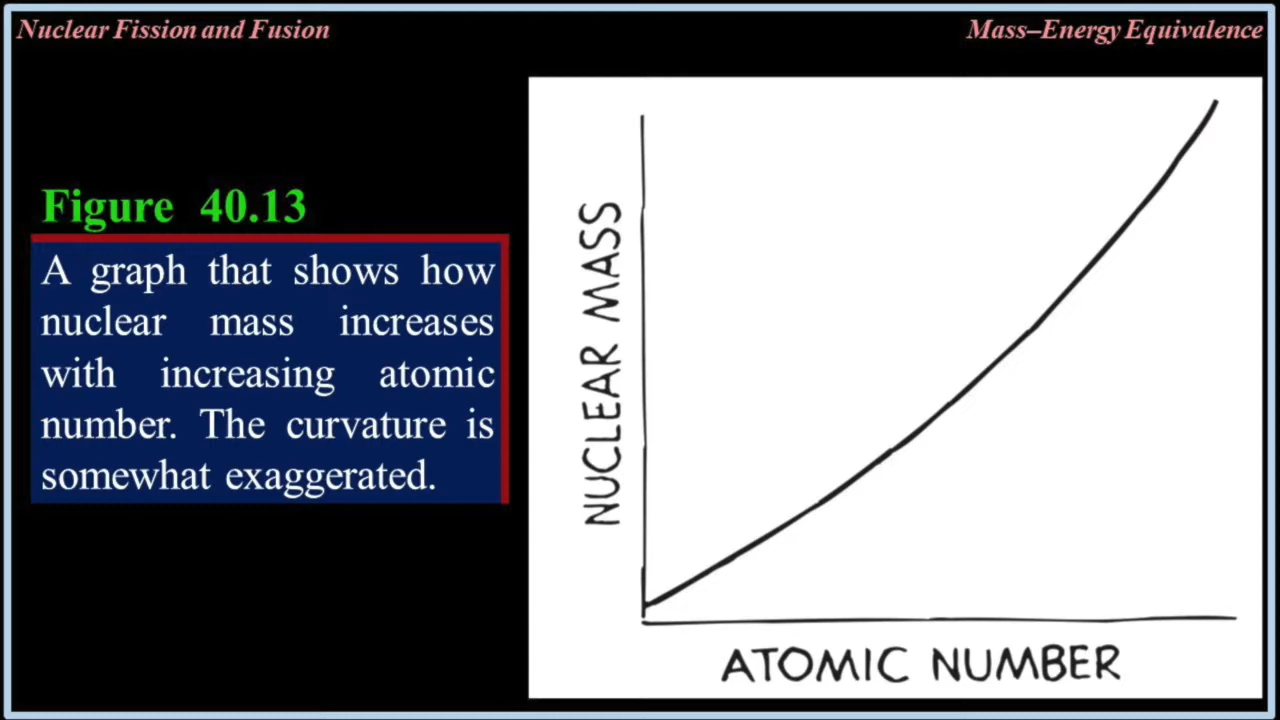 Nuclear Fission and Fusion
Mass–Energy Equivalence
Figure 40.13
A graph that shows how
nuclear mass increases
with increasing atomic
number. The curvature is
somewhat exaggerated.
NUCLEAR MASS
ATOMIC NUMBER